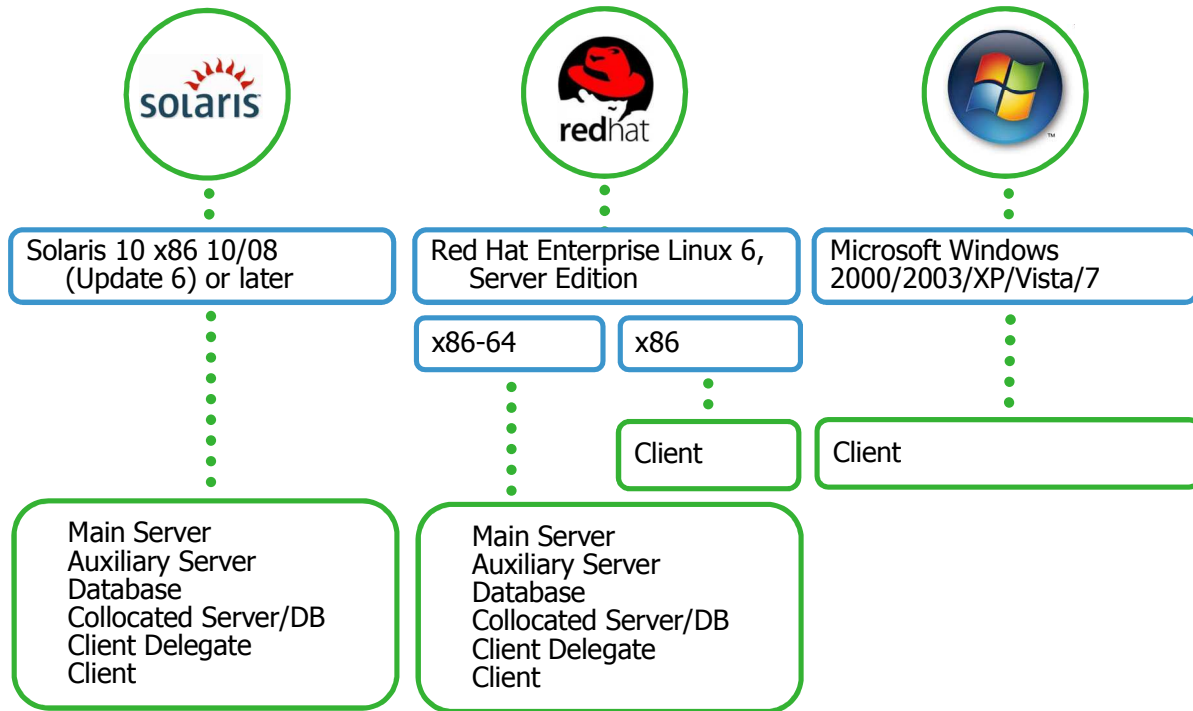 solaris
redhat
TM
Solaris 10 x86 10/08
(Update 6) or later
Red Hat Enterprise Linux 6,
Server Edition
Microsoft Windows
2000/2003/XP/Vista/7
x86-64
x86
Client
Client
Main Server
Auxiliary Server
Database
Collocated Server/DB
Client Delegate
Client
Main Server
Auxiliary Server
Database
Collocated Server/DB
Client Delegate
Client